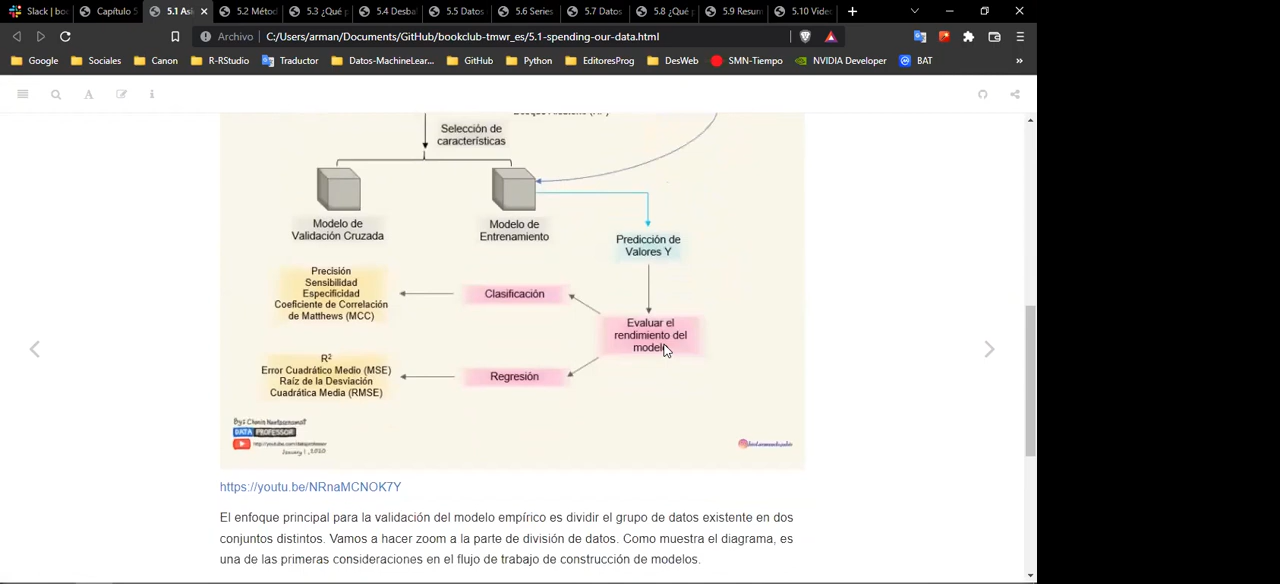 Slack | bo
Capítulo 5
5.1 Asi
5.2 Métod
5.3 ¿Qué p
5.4 Desba
5.5 Datos
5.6 Series
5.7 Datos
5.8 ¿Qué p
5.9 Resum
5.10 Video
Archivo
C:/Users/arman/Documents/GitHub/bookclub-tmwr_es/5.1-spending-our-data.html
Google
Sociales
Canon
R-RStudio
Traductor
Datos-MachineLear...
GitHub
Python
EditoresProg
DesWeb
SMN-Tiempo
NVIDIA Developer
BAT
Selección de
características
Modelo de
Validación Cruzada
Modelo de
Entrenamiento
Predicción de
Valores Y
Precisión
Sensibilidad
Especificidad
Coeficiente de Correlación
de Matthews (MCC)
Clasificación
Evaluar el
rendimiento del
modelo
R²
Error Cuadrático Medio (MSE)
Raíz de la Desviación
Cuadrática Media (RMSE)
Regresión
DATA PROFESSOR
http://youtube.com/dataprofessor
January 1, 2020
https://youtu.be/NRnaMCNOK7Y
El enfoque principal para la validación del modelo empírico es dividir el grupo de datos existente en dos
conjuntos distintos. Vamos a hacer zoom a la parte de división de datos. Como muestra el diagrama, es
una de las primeras consideraciones en el flujo de trabajo de construcción de modelos.